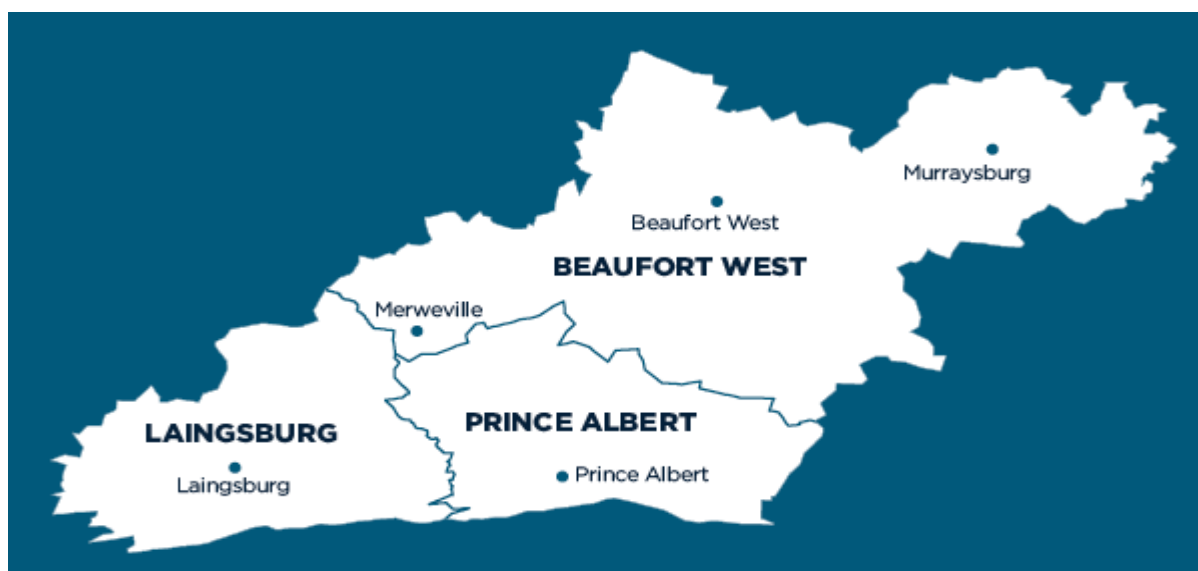 Murraysburg
Beaufort West
BEAUFORT WEST
Merweville
PRINCE ALBERT
LAINGSBURG
Prince Albert
Laingsburg